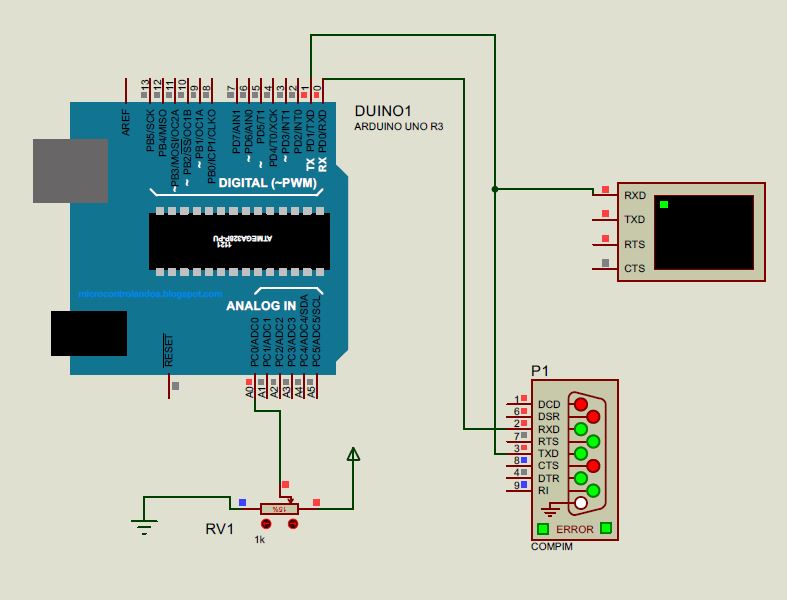 13
12
11
10
9
8
7
6
5
4
3
2
1
0
AREF
PB5/SCK
PB4/MISO
~ PB3/MOSI/OC2A
~ PB2/SS/OC1B
~ PB1/OC1A
PB0/ICP1/CLKO
PD7/AIN1
~ PD6/AIN0
~ PD5/T1
PD4/T0/XCK
~ PD3/INT1
PD2/INT0
TX PD1/TXD
RX PD0/RXD
DUINO1
ARDUINO UNO R3
DIGITAL (~PWM)
1121
ATMEGA328P-PU
microcontrolandos.blogspot.com
ANALOG IN
RESET
PC0/ADC0
PC1/ADC1
PC2/ADC2
PC3/ADC3
PC4/ADC4/SDA
PC5/ADC5/SCL
A0
A1
A2
A3
A4
A5
RXD
TXD
RTS
CTS
P1
1 DCD
6 DSR
2 RXD
7 RTS
3 TXD
8 CTS
4 DTR
9 RI
ERROR
COMPIM
RV1
15%
1k